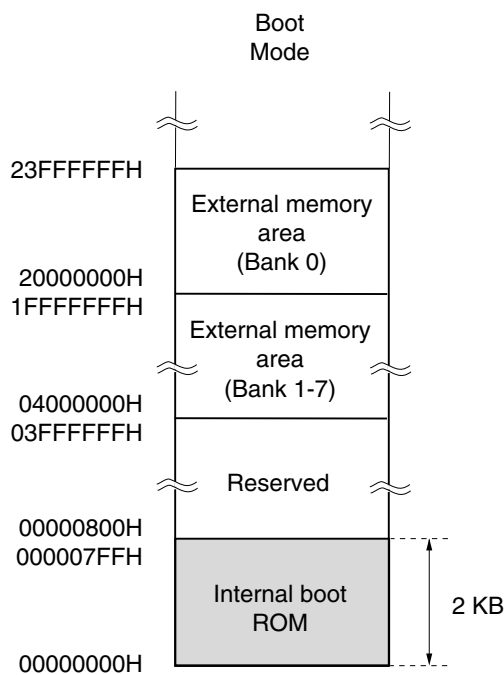 Boot
Mode
23FFFFFFH
External memory
area
(Bank 0)
20000000H
1FFFFFFFH
External memory
area
(Bank 1-7)
04000000H
03FFFFFFH
Reserved
00000800H
000007FFH
Internal boot
ROM
2 KB
00000000H